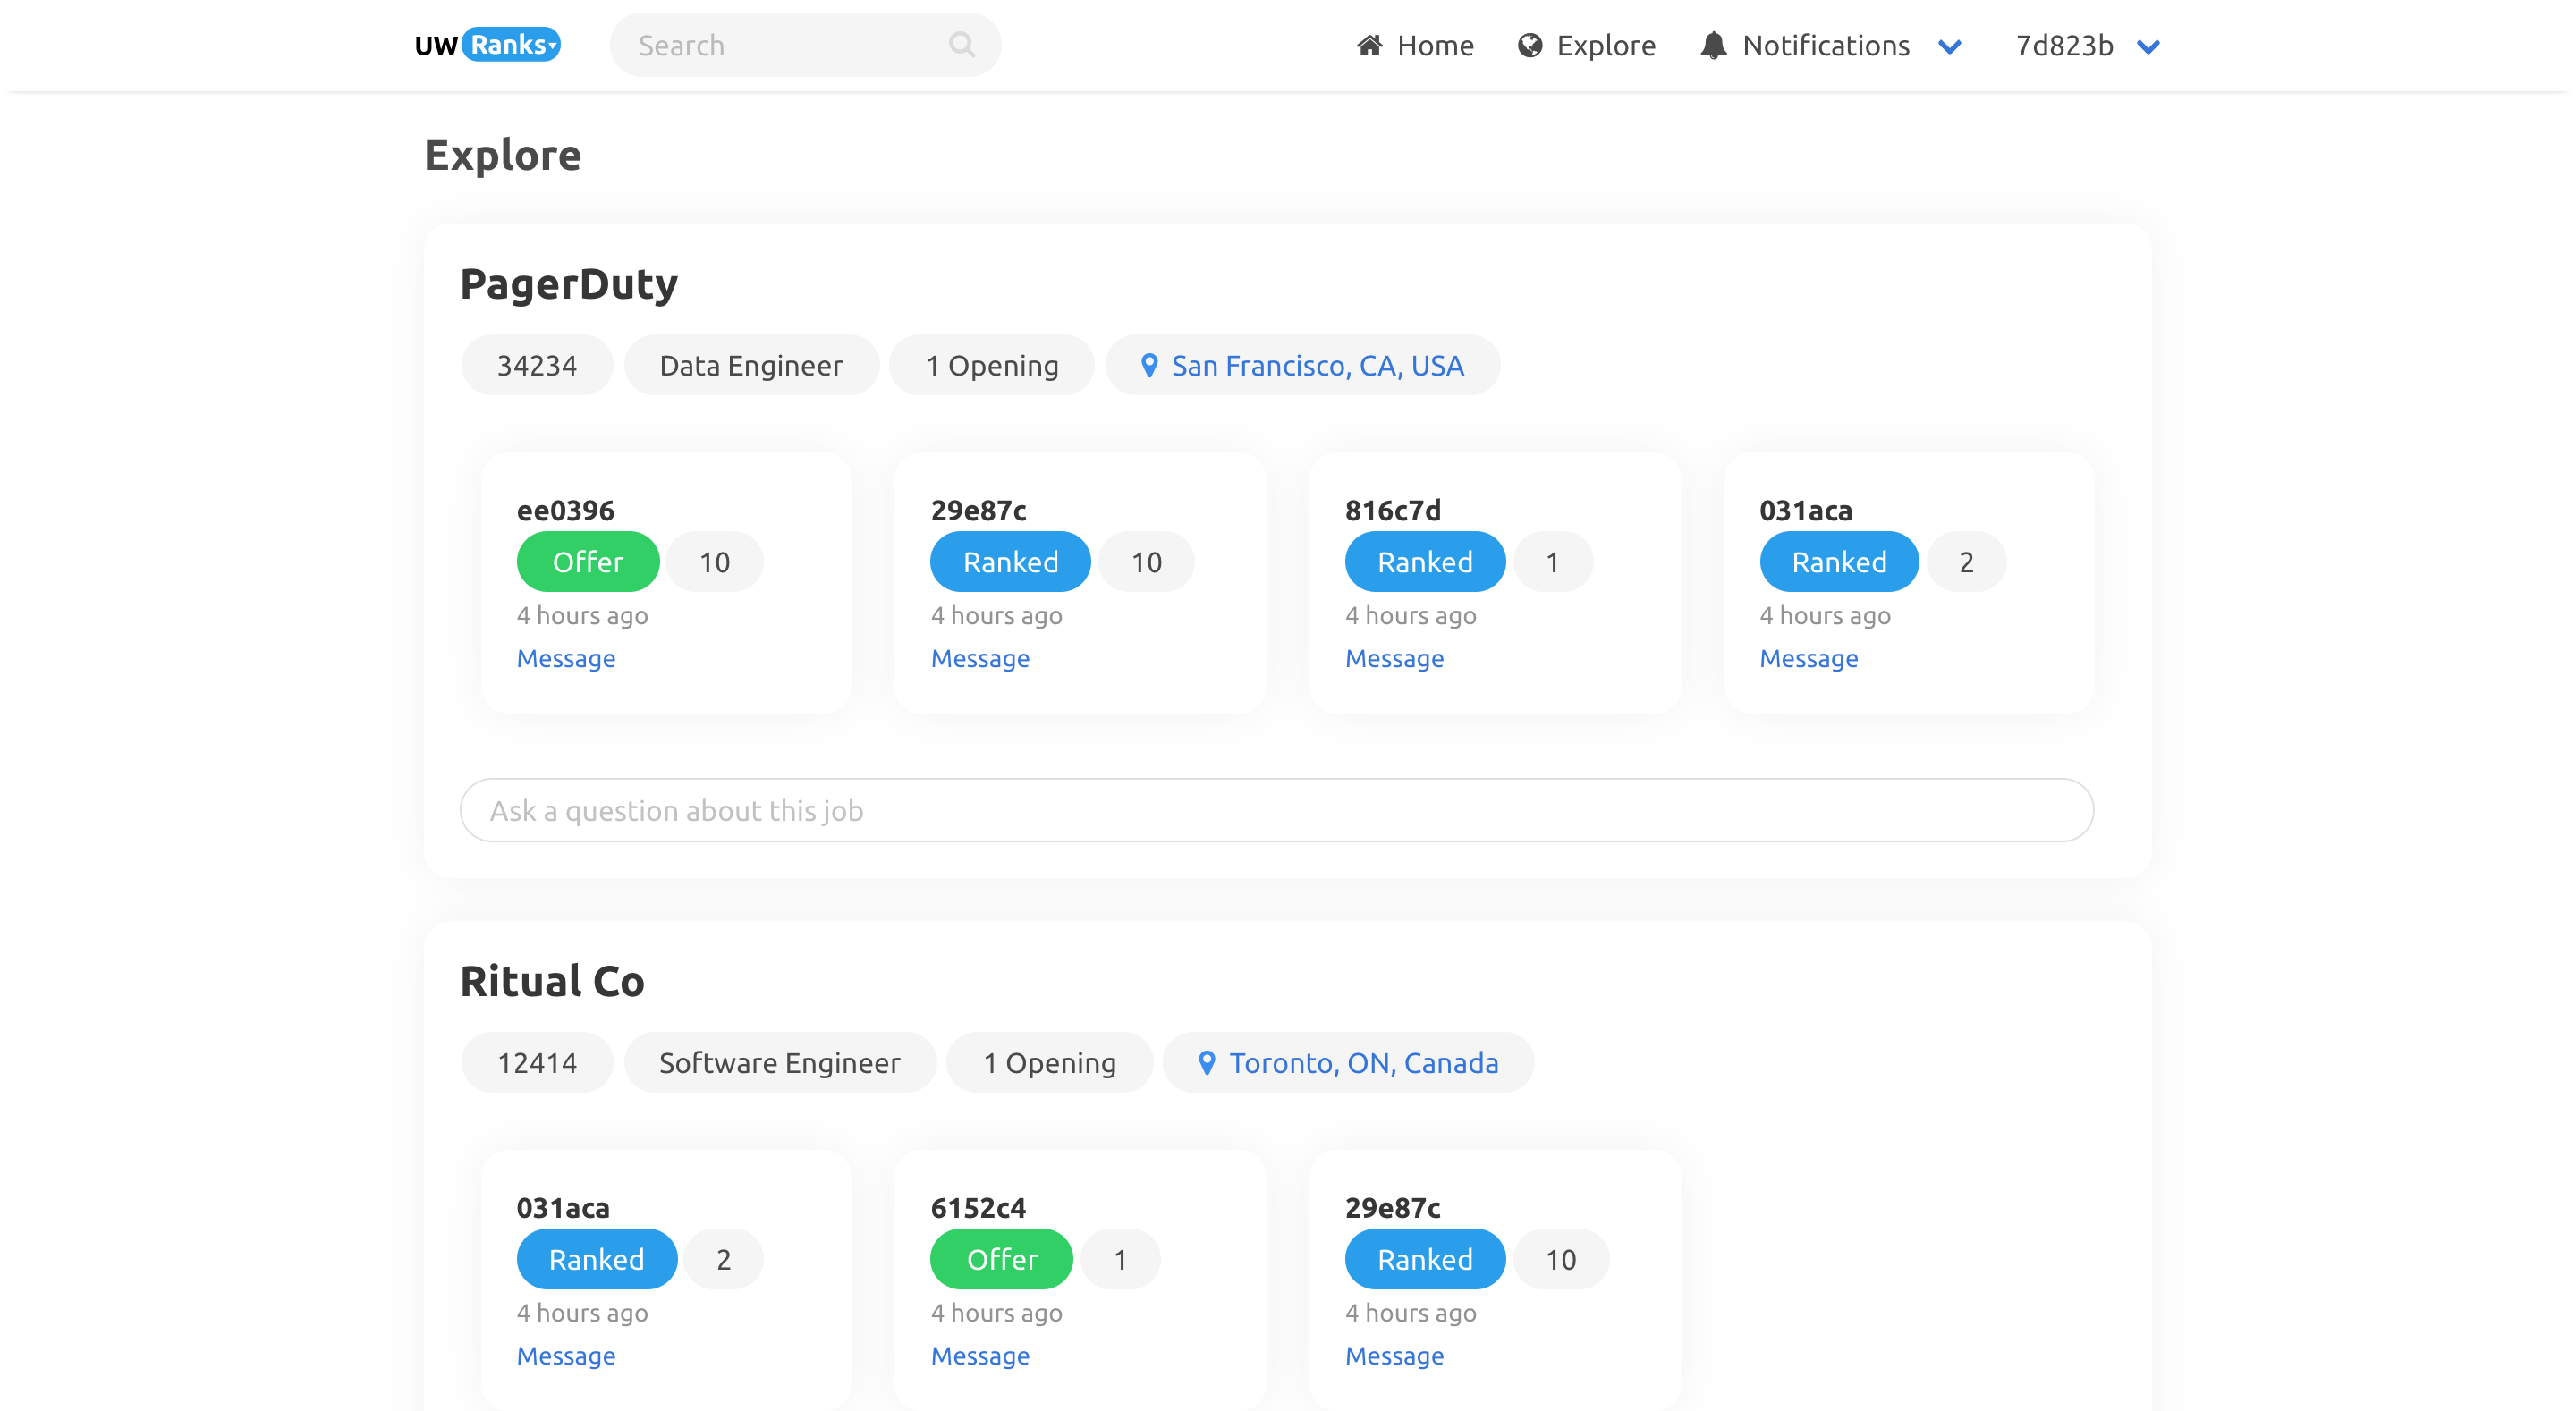 UW Ranks Search Home Explore Notifications 7d823b
Explore
PagerDuty
34234 Data Engineer 1 Opening San Francisco, CA, USA
ee0396 29e87c 816c7d 031aca
Offer 10 Ranked 10 Ranked 1 Ranked 2
4 hours ago 4 hours ago 4 hours ago 4 hours ago
Message Message Message Message
Ask a question about this job
Ritual Co
12414 Software Engineer 1 Opening Toronto, ON, Canada
031aca 6152c4 29e87c
Ranked 2 Offer 1 Ranked 10
4 hours ago 4 hours ago 4 hours ago
Message Message Message